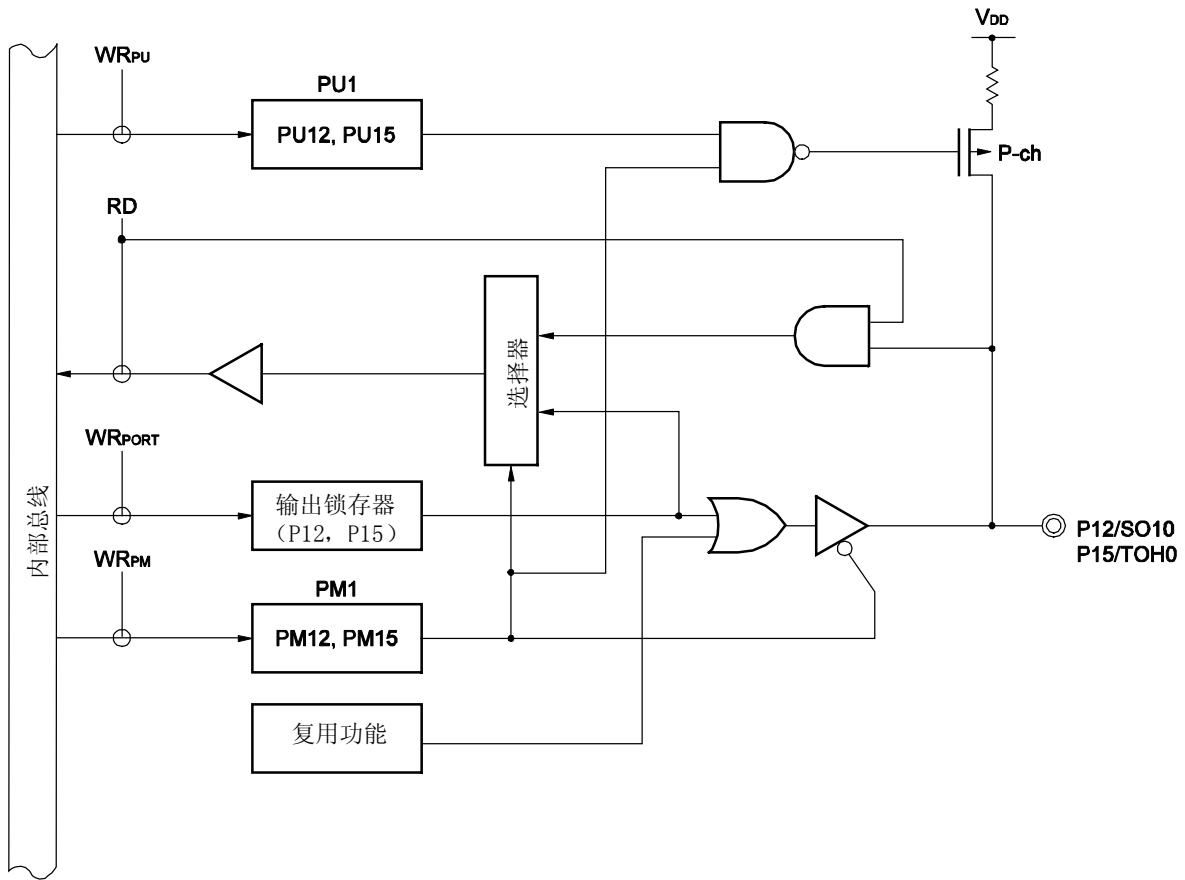 VDD
WRPU
PU1
PU12, PU15
P-ch
RD
选择器
WRPORT
输出锁存器
（P12，P15）
内部总线
P12/SO10
P15/TOH0
WRPM
PM1
PM12, PM15
复用功能